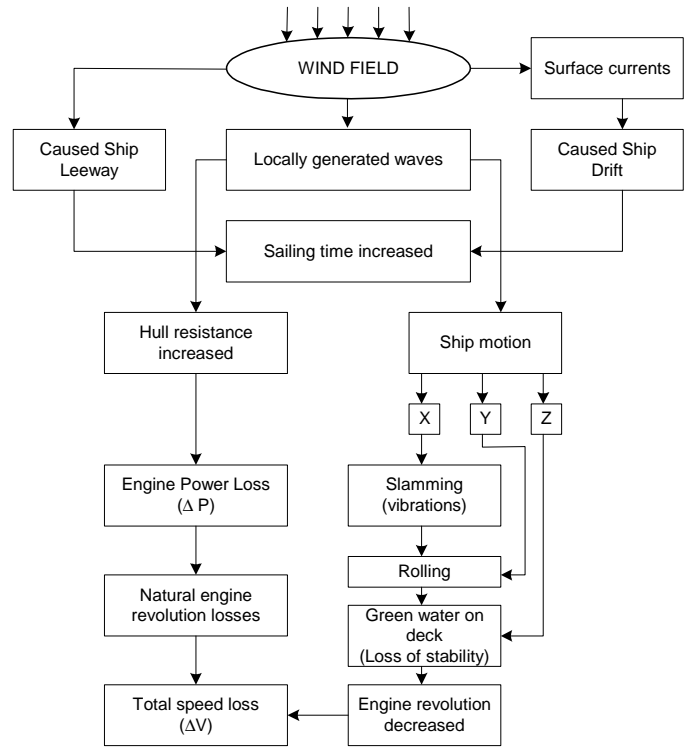 WIND FIELD
Surface currents
Caused Ship
Leeway
Locally generated waves
Caused Ship
Drift
Sailing time increased
Hull resistance
increased
Ship motion
X
Y
Z
Engine Power Loss
(Δ P)
Slamming
(vibrations)
Rolling
Natural engine
revolution losses
Green water on
deck
(Loss of stability)
Total speed loss
(ΔV)
Engine revolution
decreased